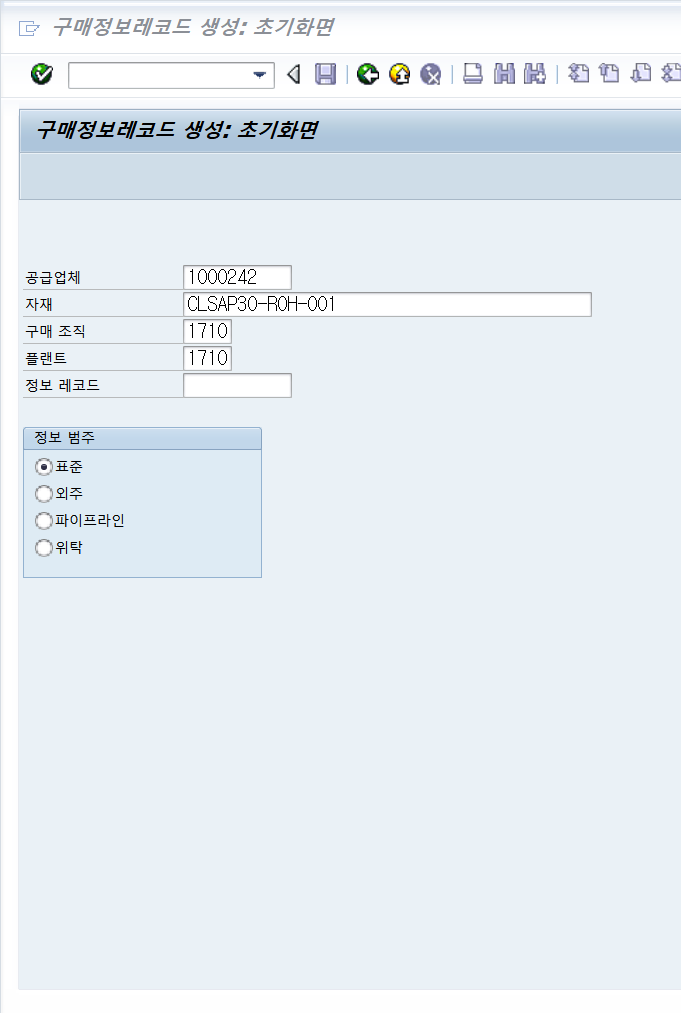 구매정보레코드 생성: 초기화면
구매정보레코드 생성: 초기화면
공급업체 1000242
자재 CLSAP30-ROH-001
구매 조직 1710
플랜트 1710
정보 레코드
정보 범주
표준
외주
파이프라인
위탁